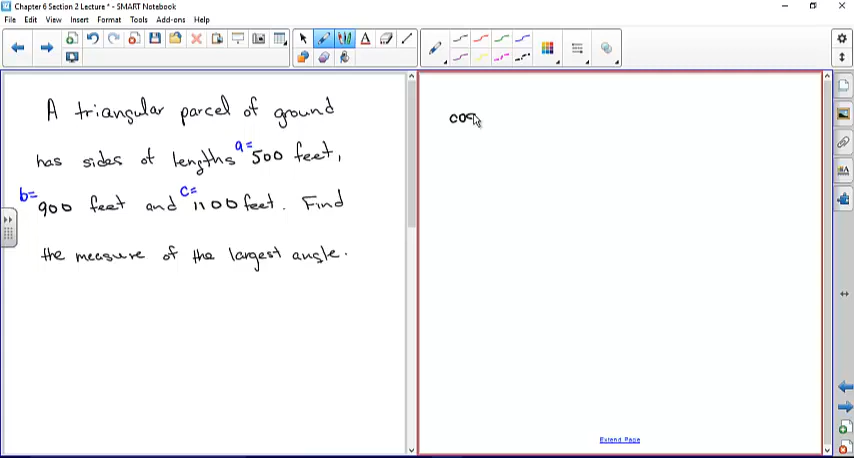 Chapter 6 Section 2 Lecture * - SMART Notebook
File Edit View Insert Format Tools Add-ons Help
A triangular parcel of ground
has sides of lengths a= 500 feet,
b= 900 feet and c= 1100 feet. Find
the measure of the largest angle.
cos
Extend Page